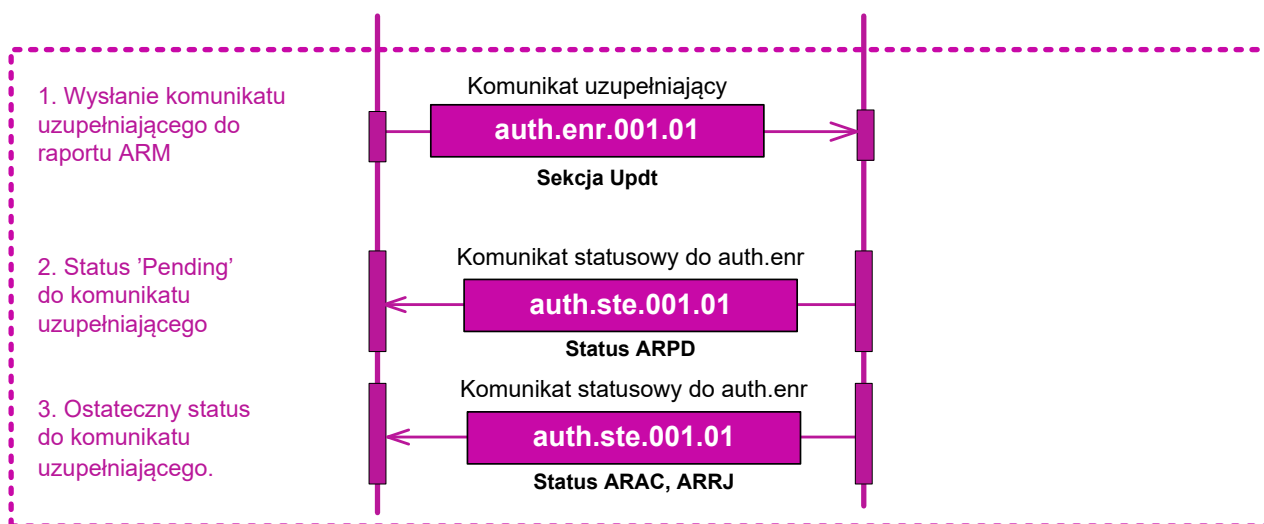 1. Wysłanie komunikatu
uzupełniającego do
raportu ARM
Komunikat uzupełniający
auth.enr.001.01
Sekcja Updt
2. Status ’Pending’
do komunikatu
uzupełniającego
Komunikat statusowy do auth.enr
auth.ste.001.01
Status ARPD
3. Ostateczny status
do komunikatu
uzupełniającego.
Komunikat statusowy do auth.enr
auth.ste.001.01
Status ARAC, ARRJ